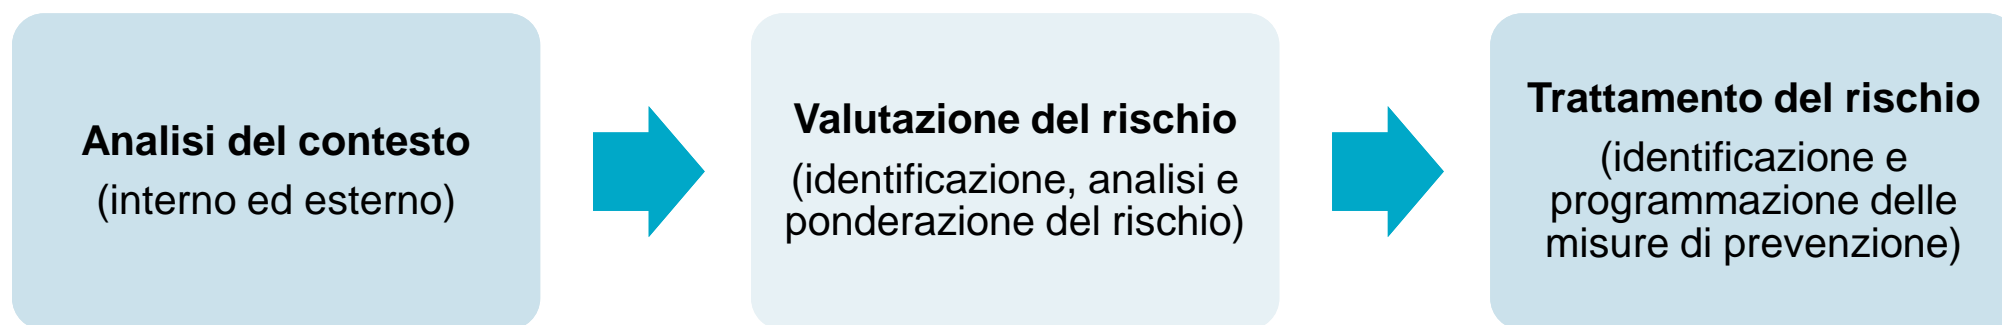 Analisi del contesto
(interno ed esterno)
Valutazione del rischio
(identificazione, analisi e
ponderazione del rischio)
Trattamento del rischio
(identificazione e
programmazione delle
misure di prevenzione)